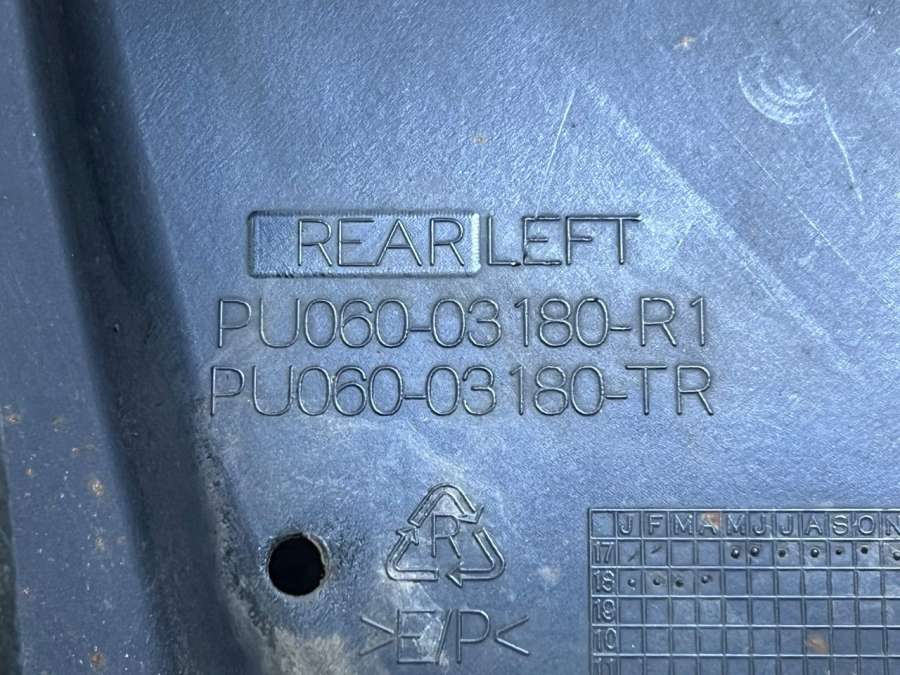 REAR LEFT
PU060-03180-R1
PU060-03180-TR
R
>E/P<
J F M A M J J A S O N
17
18
19
10